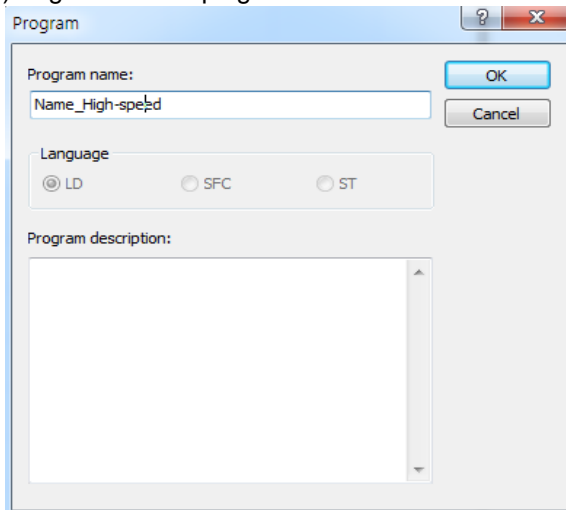 Program
Program name:
OK
Name_High-speed
Cancel
Language
LD SFC ST
Program description: